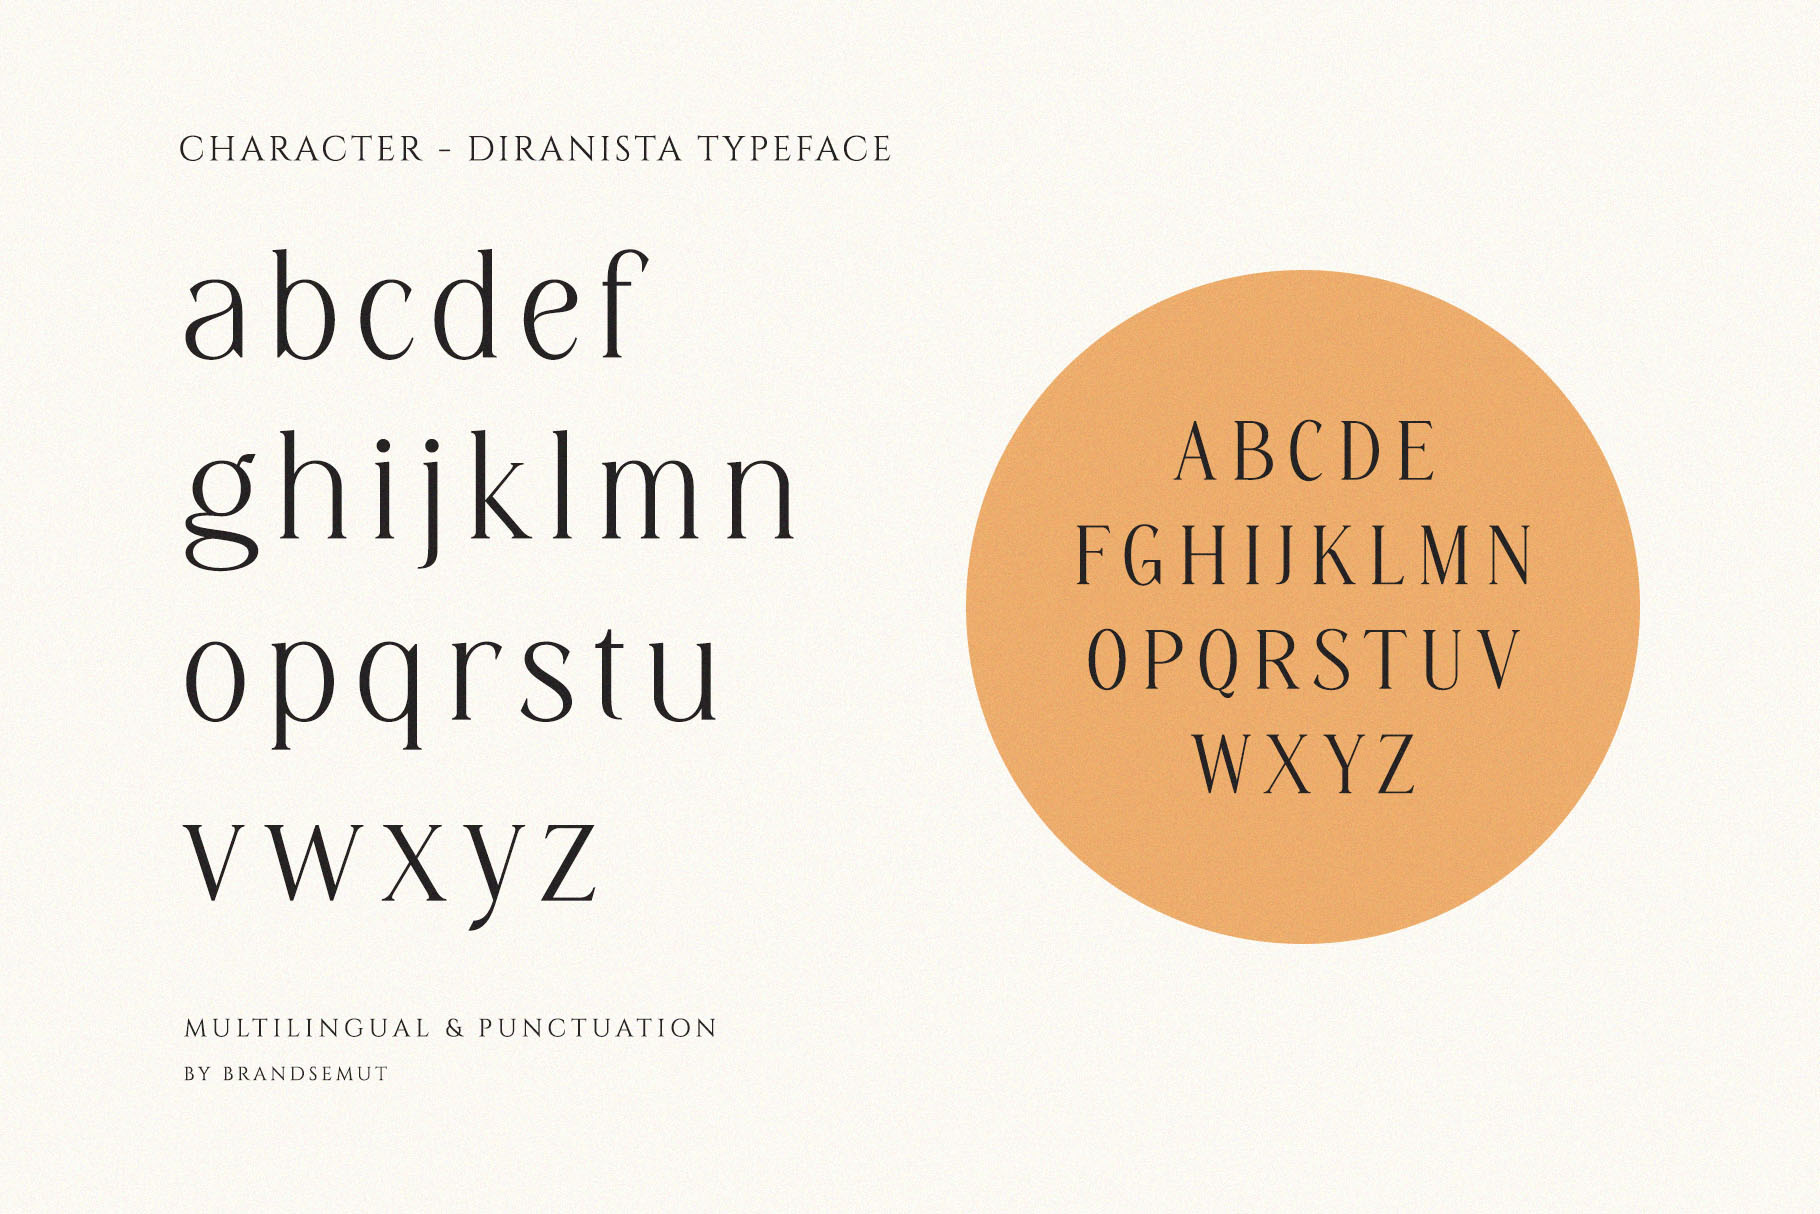 CHARACTER - DIRANISTA TYPEFACE
abcdef
ghijklmn
opqrstu
vwxyz
MULTILINGUAL & PUNCTUATION
BY BRANDSEMUT
ABCDE
FGHIJKLMN
OPQRSTUV
WXYZ